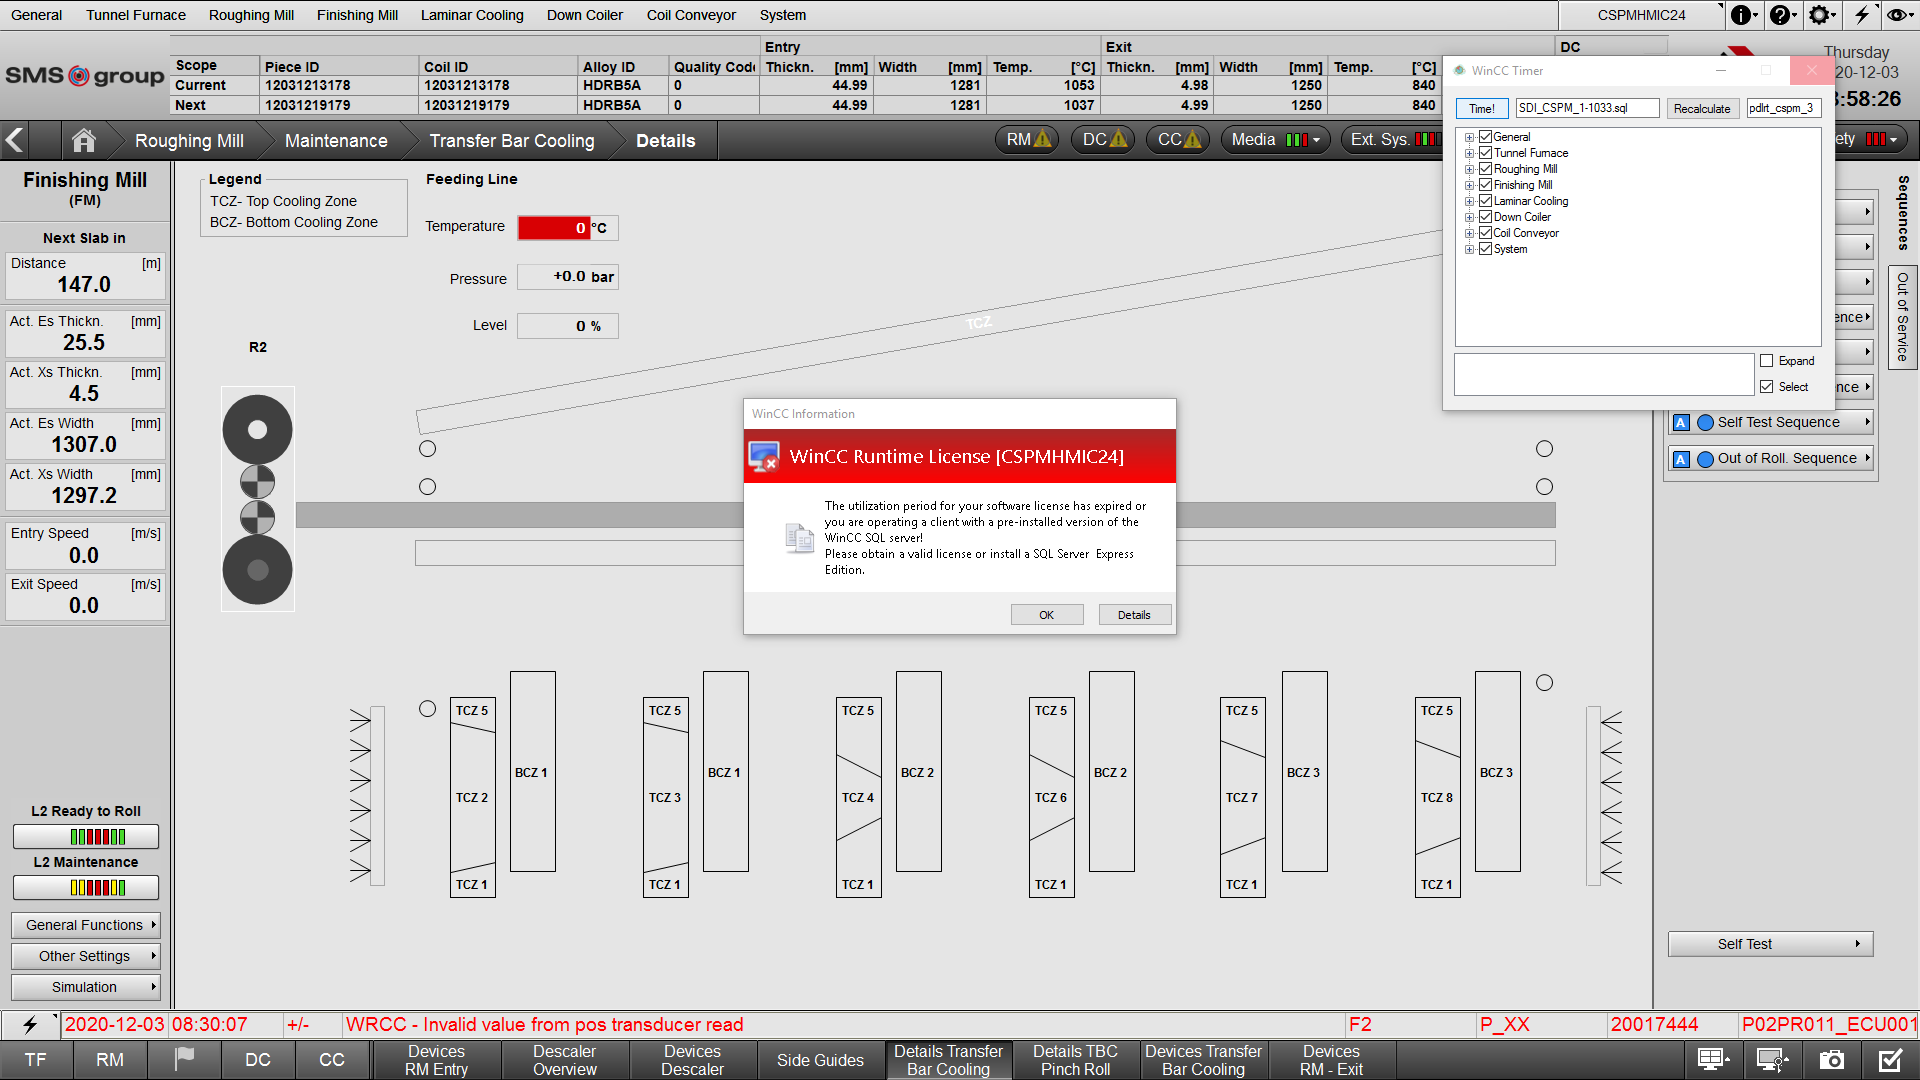 General Tunnel Furnace Roughing Mill Finishing Mill Laminar Cooling Down Coiler Coil Conveyor System CSPMHMIC24
SMS group
Entry Exit DC
Scope Piece ID Coil ID Alloy ID Quality Code Thickn. [mm] Width [mm] Temp. [°C] Thickn. [mm] Width [mm] Temp. [°C]
Current 12031213178 12031213178 HDRB5A 0 44.99 1281 1053 4.98 1250 840
Next 12031219179 12031219179 HDRB5A 0 44.99 1281 1037 4.99 1250 840
Thursday
20-12-03
:58:26
Roughing Mill Maintenance Transfer Bar Cooling Details RM DC CC Media Ext. Sys. ety
WinCC Timer
Time! SDI_CSPM_1-1033.sql Recalculate pdlrt_cspm_3
General
Tunnel Furnace
Roughing Mill
Finishing Mill
Laminar Cooling
Down Coiler
Coil Conveyor
System
Expand
Select
Finishing Mill
(FM)
Next Slab in
Distance [m]
147.0
Act. Es Thickn. [mm]
25.5
Act. Xs Thickn. [mm]
4.5
Act. Es Width [mm]
1307.0
Act. Xs Width [mm]
1297.2
Entry Speed [m/s]
0.0
Exit Speed [m/s]
0.0
L2 Ready to Roll
L2 Maintenance
General Functions
Other Settings
Simulation
Legend
TCZ- Top Cooling Zone
BCZ- Bottom Cooling Zone
Feeding Line
Temperature 0 °C
Pressure +0.0 bar
Level 0 %
R2
TCZ
WinCC Information
WinCC Runtime License [CSPMHMIC24]
The utilization period for your software license has expired or
you are operating a client with a pre-installed version of the
WinCC SQL server!
Please obtain a valid license or install a SQL Server Express
Edition.
OK Details
TCZ 5 TCZ 5 TCZ 5 TCZ 5 TCZ 5 TCZ 5
BCZ 1 BCZ 1 BCZ 2 BCZ 2 BCZ 3 BCZ 3
TCZ 2 TCZ 3 TCZ 4 TCZ 6 TCZ 7 TCZ 8
TCZ 1 TCZ 1 TCZ 1 TCZ 1 TCZ 1 TCZ 1
Sequences
Out of Service
ence
nce
A Self Test Sequence
A Out of Roll. Sequence
Self Test
2020-12-03 08:30:07 +/- WRCC - Invalid value from pos transducer read F2 P_XX 20017444 P02PR011_ECU001
TF RM DC CC
Devices
RM Entry
Descaler
Overview
Devices
Descaler
Side Guides
Details Transfer
Bar Cooling
Details TBC
Pinch Roll
Devices Transfer
Bar Cooling
Devices
RM - Exit